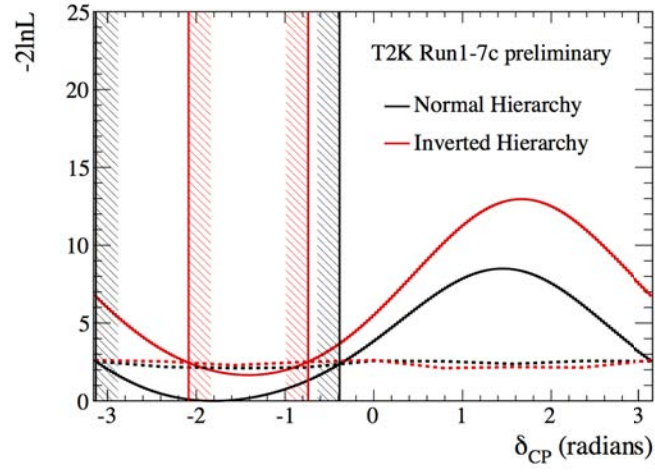 -2lnL
25
20
15
10
5
0
T2K Run1-7c preliminary
Normal Hierarchy
Inverted Hierarchy
-3 -2 -1 0 1 2 3
δCP (radians)